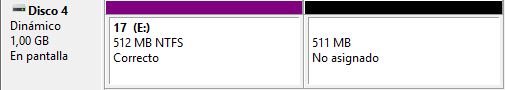 Disco 4
Dinámico
1,00 GB
En pantalla
17 (E:)
512 MB NTFS
Correcto
511 MB
No asignado